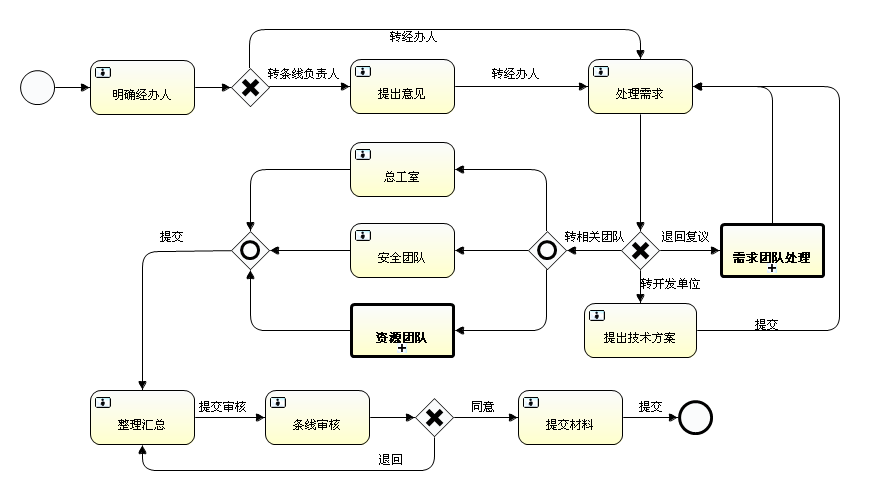 转经办人
明确经办人
转条线负责人
提出意见
转经办人
处理需求
总工室
提交
安全团队
转相关团队
退回复议
需求团队处理
转开发单位
资源团队
提出技术方案
提交
整理汇总
提交审核
条线审核
同意
提交材料
提交
退回